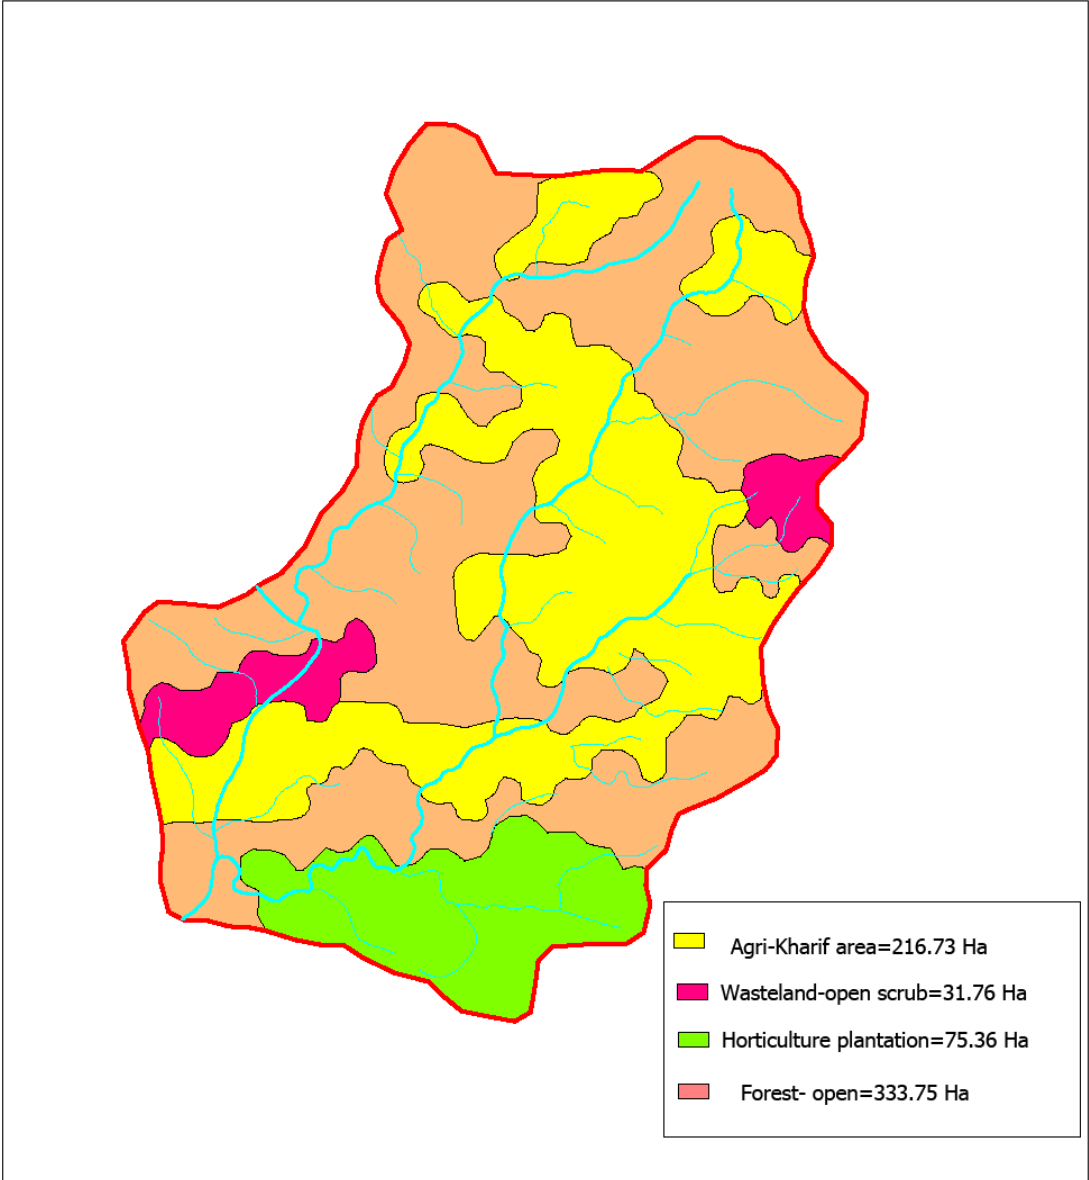 Agri-Kharif area=216.73 Ha
Wasteland-open scrub=31.76 Ha
Horticulture plantation=75.36 Ha
Forest- open=333.75 Ha